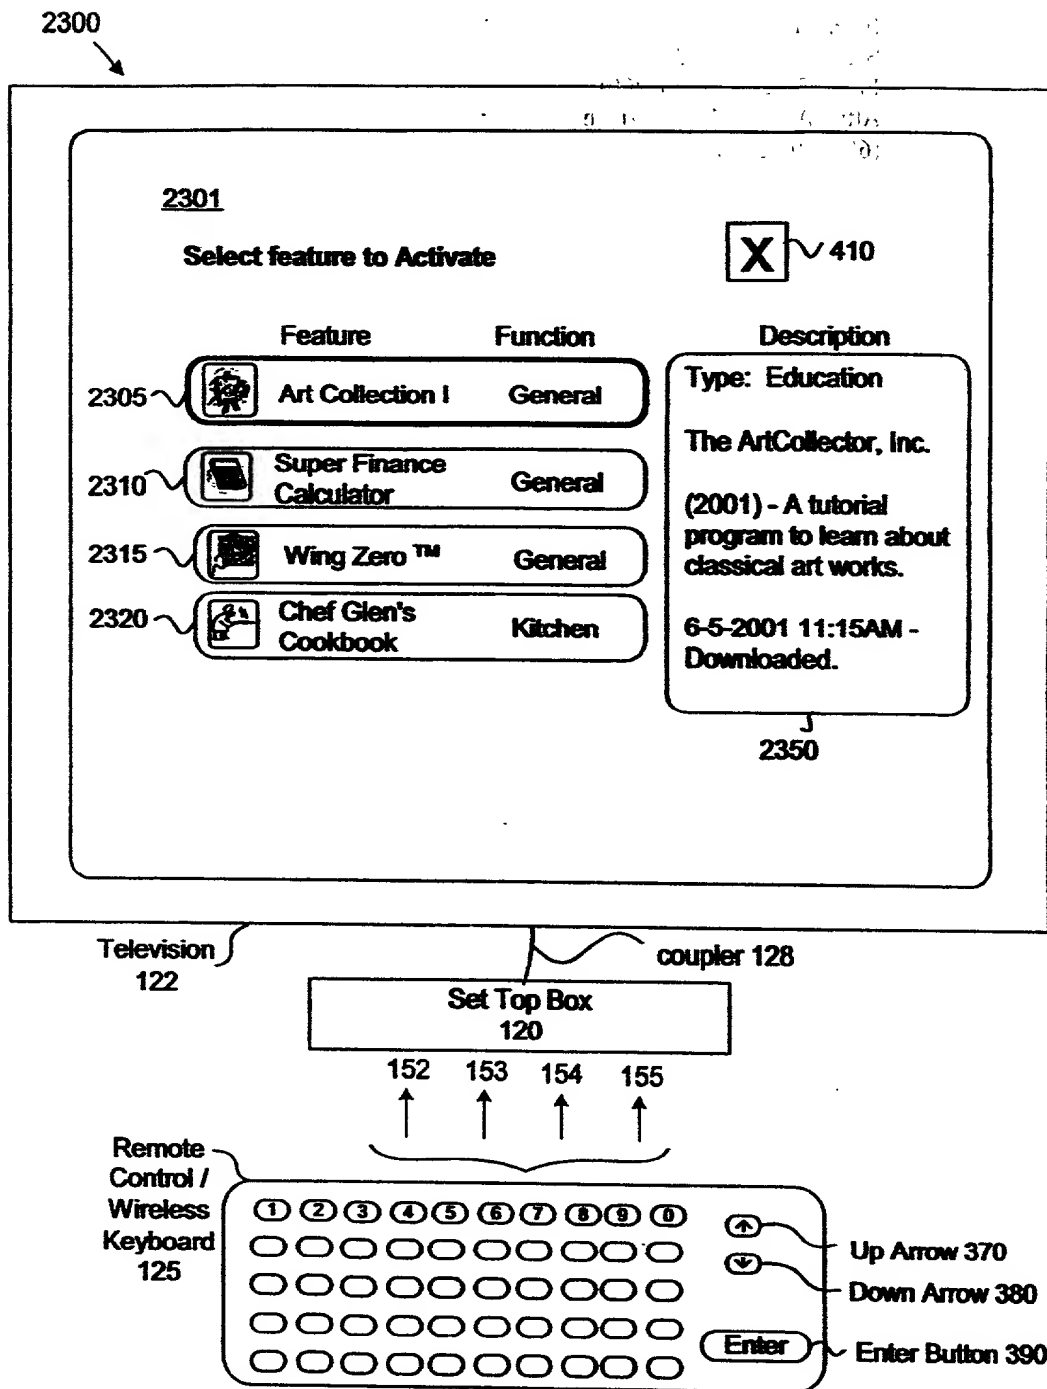 2300
2301
Select feature to Activate
X
410
Feature Function Description
2305
Art Collection I General
2310
Super Finance
Calculator
General
2315
Wing Zero ™ General
2320
Chef Glen's
Cookbook
Kitchen
Type: Education
The ArtCollector, Inc.
(2001) - A tutorial
program to learn about
classical art works.
6-5-2001 11:15AM -
Downloaded.
2350
Television
122
coupler 128
Set Top Box
120
152 153 154 155
Remote
Control /
Wireless
Keyboard
125
1 2 3 4 5 6 7 8 9 0
Up Arrow 370
Down Arrow 380
Enter
Enter Button 390